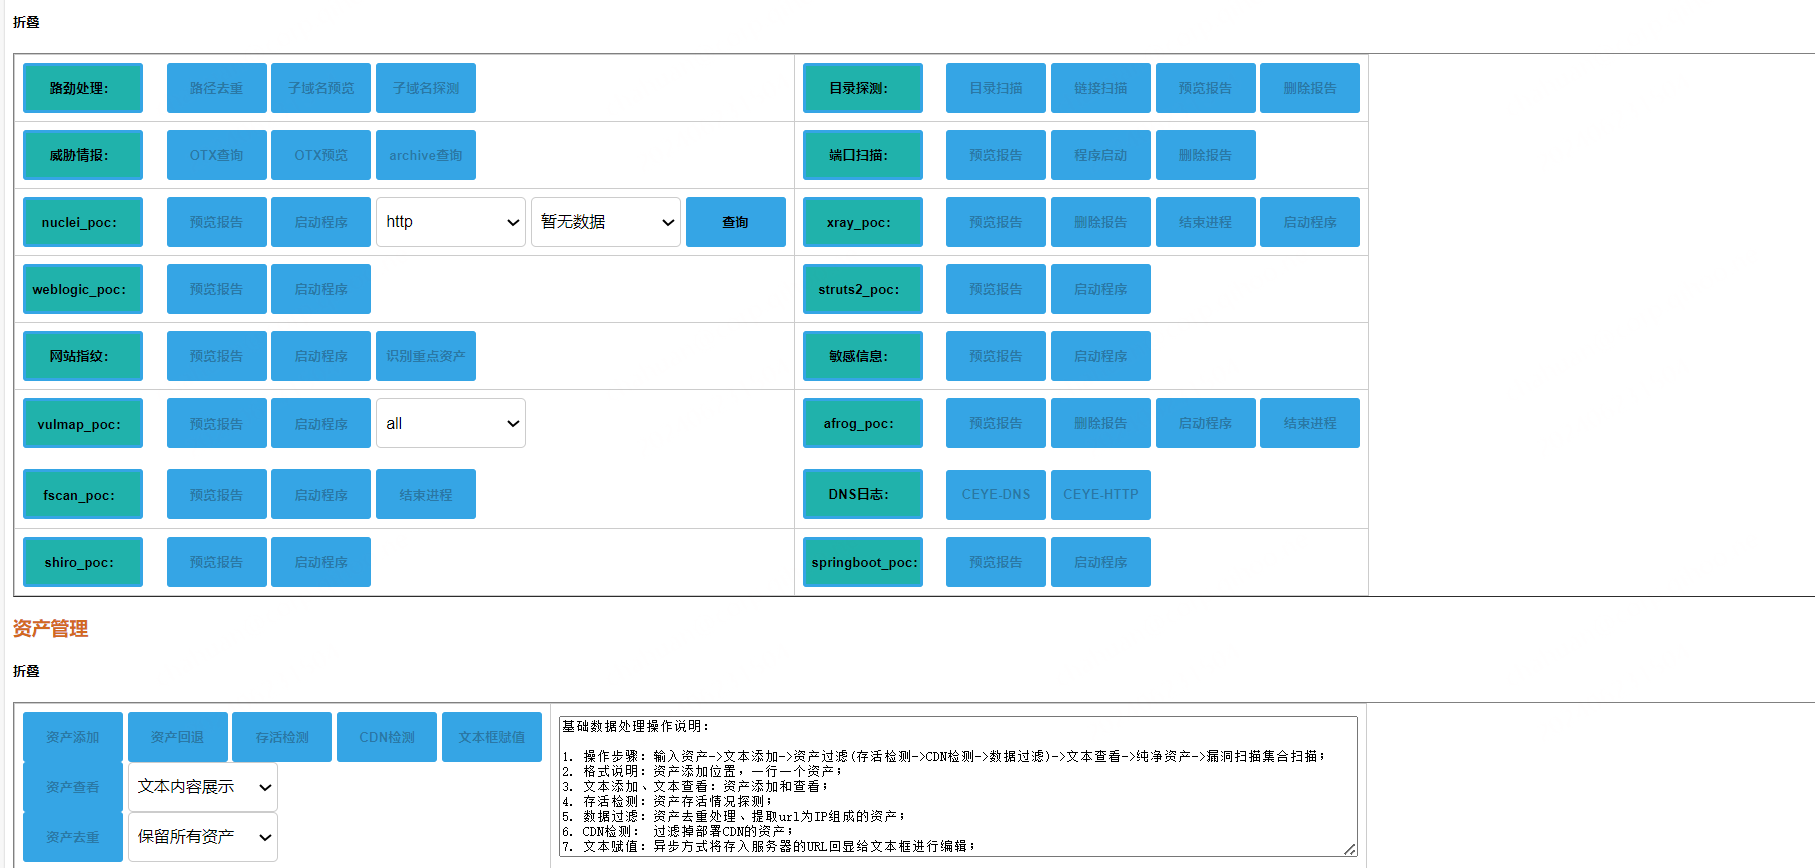 折叠
路劲处理: 路径去重 子域名预览 子域名探测 目录探测: 目录扫描 链接扫描 预览报告 删除报告
威胁情报: OTX查询 OTX预览 archive查询 端口扫描: 预览报告 程序启动 删除报告
nuclei_poc: 预览报告 启动程序 http 暂无数据 查询 xray_poc: 预览报告 删除报告 结束进程 启动程序
weblogic_poc: 预览报告 启动程序 struts2_poc: 预览报告 启动程序
网站指纹: 预览报告 启动程序 识别重点资产 敏感信息: 预览报告 启动程序
vulmap_poc: 预览报告 启动程序 all afrog_poc: 预览报告 删除报告 启动程序 结束进程
fscan_poc: 预览报告 启动程序 结束进程 DNS日志: CEYE-DNS CEYE-HTTP
shiro_poc: 预览报告 启动程序 springboot_poc: 预览报告 启动程序
资产管理
折叠
资产添加 资产回退 存活检测 CDN检测 文本框赋值
资产查看 文本内容展示
资产去重 保留所有资产
基础数据处理操作说明:
1. 操作步骤: 输入资产->文本添加->资产过滤(存活检测->CDN检测->数据过滤)->文本查看->纯净资产->漏洞扫描集合扫描;
2. 格式说明: 资产添加位置，一行一个资产;
3. 文本添加、文本查看: 资产添加和查看;
4. 存活检测: 资产存活情况探测;
5. 数据过滤: 资产去重处理、提取url为IP组成的资产;
6. CDN检测: 过滤掉部署CDN的资产;
7. 文本赋值: 异步方式将存入服务器的URL回显给文本框进行编辑;